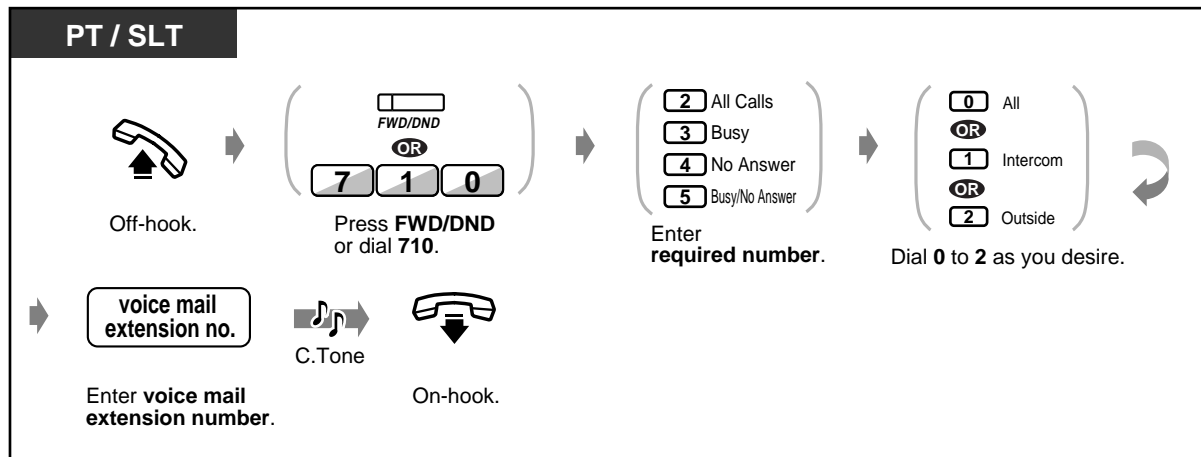 PT / SLT
Off-hook.
FWD/DND
OR
7 1 0
Press FWD/DND
or dial 710.
2 All Calls
3 Busy
4 No Answer
5 Busy/No Answer
Enter
required number.
0 All
OR
1 Intercom
OR
2 Outside
Dial 0 to 2 as you desire.
voice mail
extension no.
Enter voice mail
extension number.
C.Tone
On-hook.